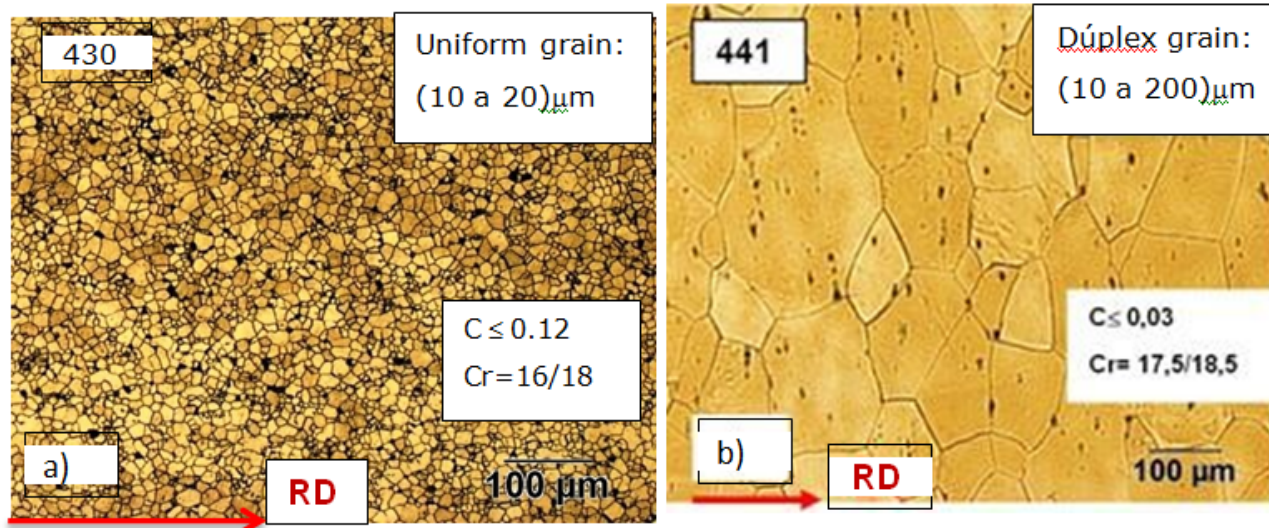 430
Uniform grain:
(10 a 20)μm
C ≤ 0.12
Cr=16/18
a)
RD
100 μm
441
Dúplex grain:
(10 a 200)μm
C≤ 0,03
Cr= 17,5/18,5
b)
RD
100 μm